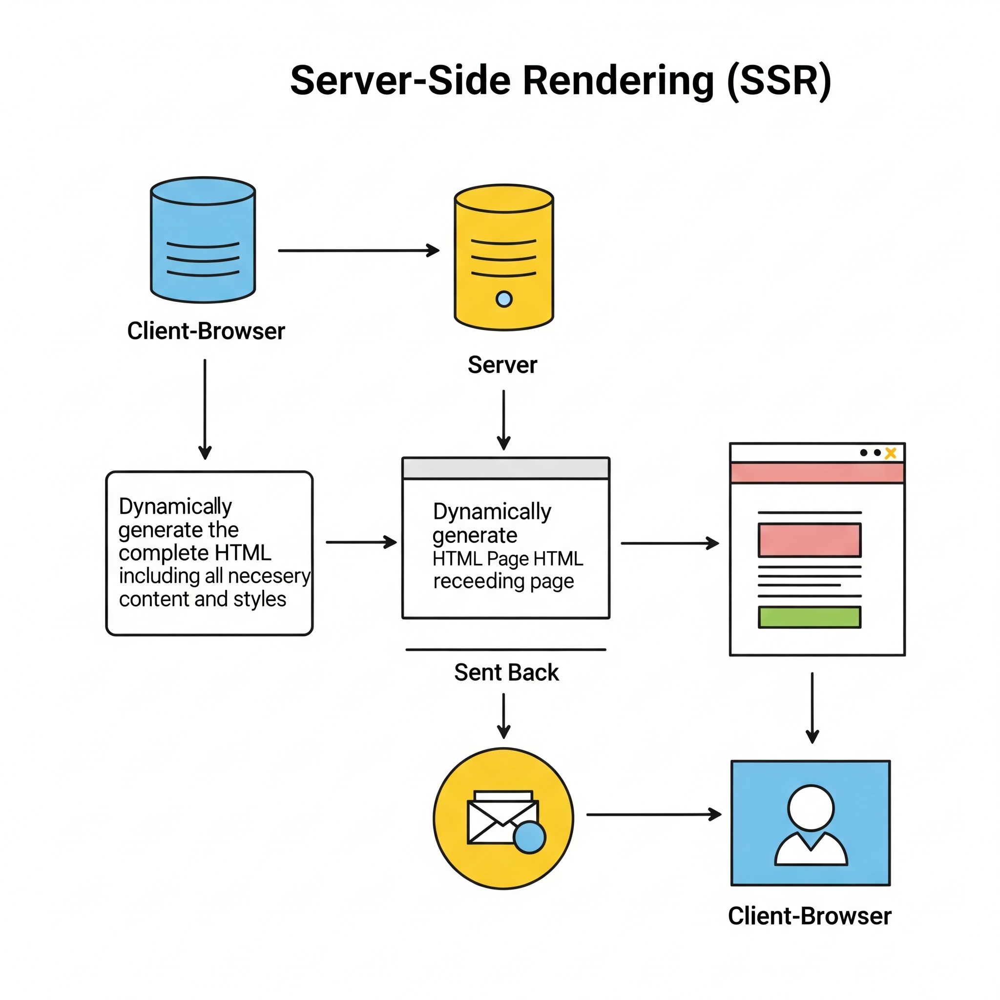 Server-Side Rendering (SSR)
Client-Browser
Server
Dynamically
generate the
complete HTML
including all necesery
content and styles
Dynamically
generate
HTML Page HTML
receeding page
Sent Back
Client-Browser